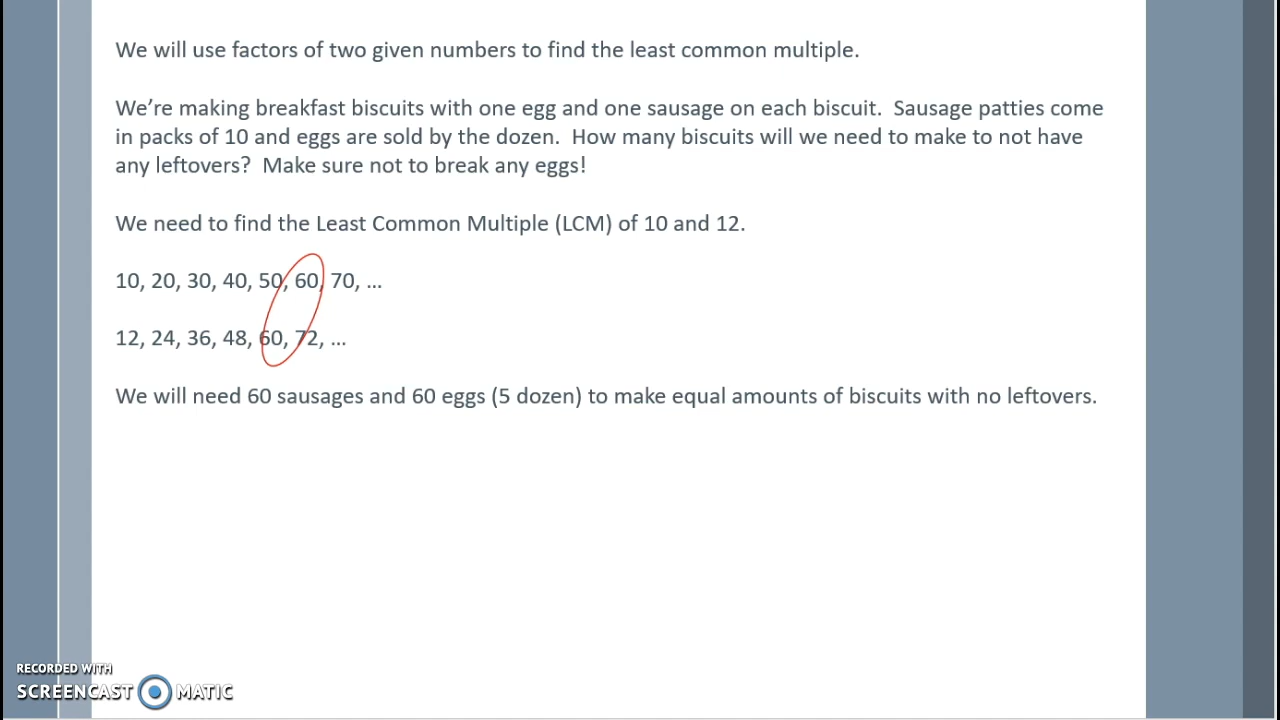 We will use factors of two given numbers to find the least common multiple.
We’re making breakfast biscuits with one egg and one sausage on each biscuit.  Sausage patties come
in packs of 10 and eggs are sold by the dozen.  How many biscuits will we need to make to not have
any leftovers?  Make sure not to break any eggs!
We need to find the Least Common Multiple (LCM) of 10 and 12.
10, 20, 30, 40, 50, 60, 70, ...
12, 24, 36, 48, 60, 72, ...
We will need 60 sausages and 60 eggs (5 dozen) to make equal amounts of biscuits with no leftovers.
RECORDED WITH
SCREENCAST MATIC